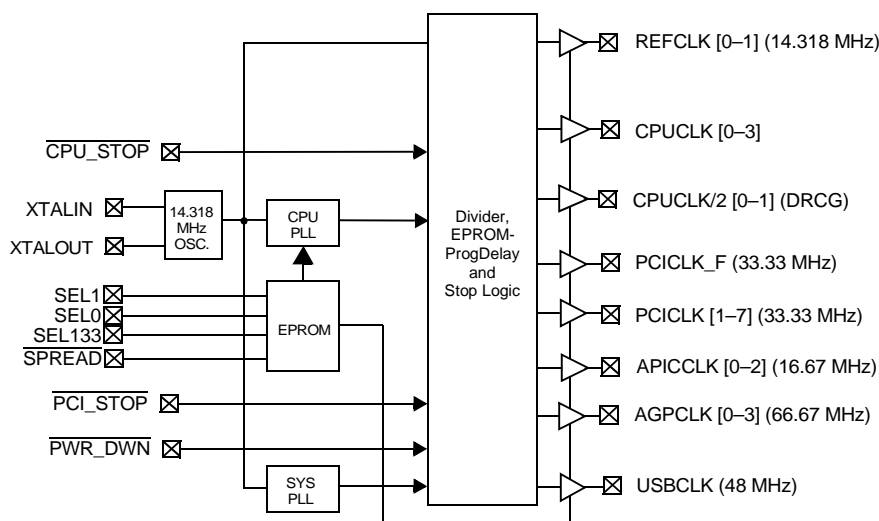 REFCLK [0–1] (14.318 MHz)
CPUCLK [0–3]
CPU_STOP
XTALIN
XTALOUT
14.318
MHz
OSC.
CPU
PLL
CPUCLK/2 [0–1] (DRCG)
Divider,
EPROM-
ProgDelay
and
Stop Logic
PCICLK_F (33.33 MHz)
SEL1
SEL0
SEL133
SPREAD
EPROM
PCICLK [1–7] (33.33 MHz)
APICCLK [0–2] (16.67 MHz)
PCI_STOP
AGPCLK [0–3] (66.67 MHz)
PWR_DWN
SYS
PLL
USBCLK (48 MHz)